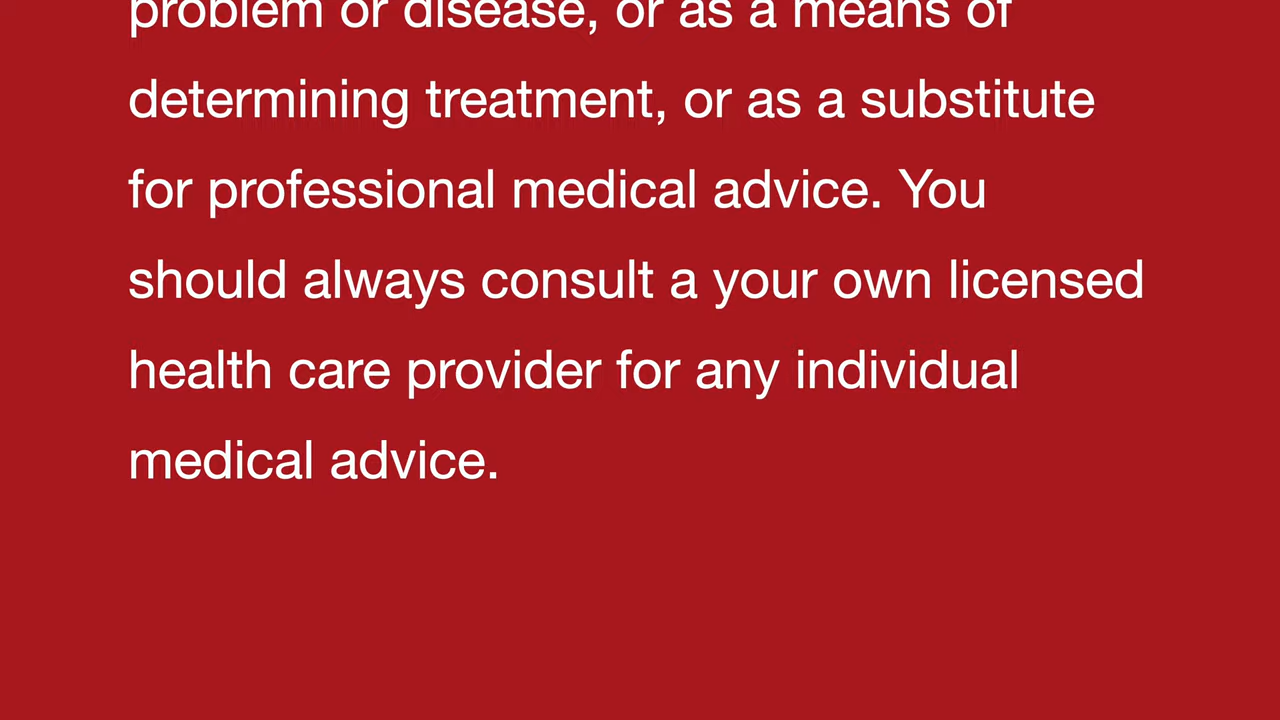 problem or disease, or as a means of
determining treatment, or as a substitute
for professional medical advice. You
should always consult a your own licensed
health care provider for any individual
medical advice.